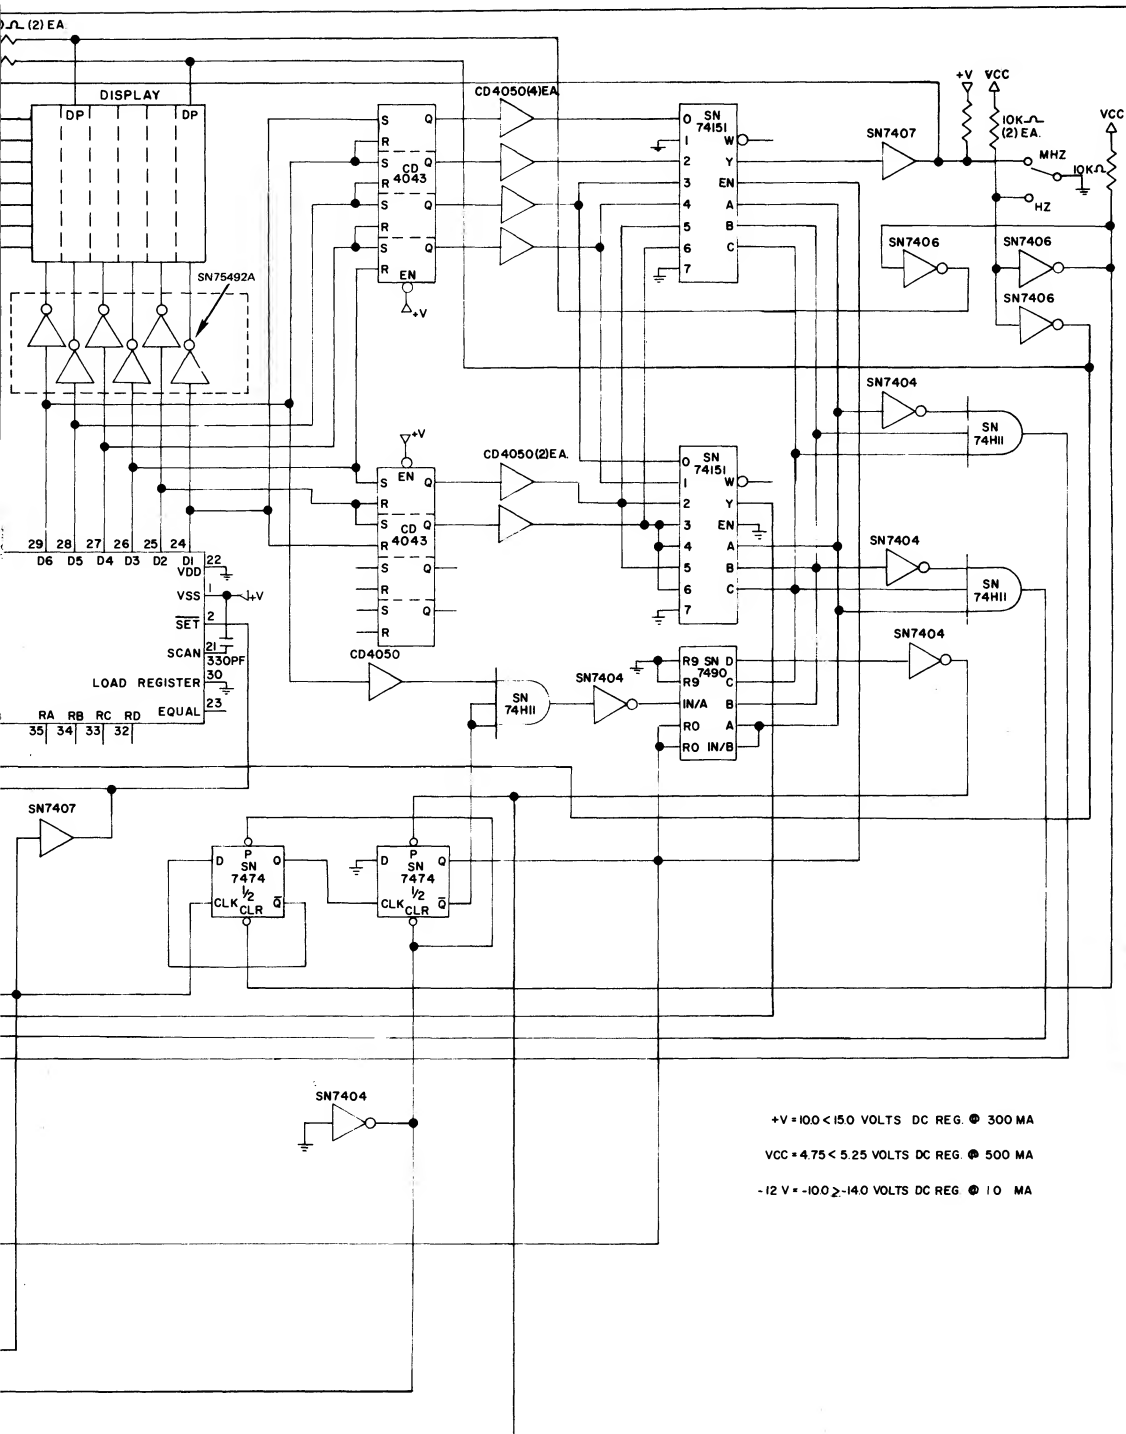 Ω (2) EA.
DISPLAY
DP
DP
SN75492A
29 28 27 26 25 24
D6 D5 D4 D3 D2 D1
22
VDD
VSS
1
+V
SET
2
SCAN
21
330PF
LOAD REGISTER
30
EQUAL
23
RA RB RC RD
35 34 33 32
SN7407
S Q
R
S Q
CD
4043
R
S Q
R
S Q
R
EN
+V
CD4050(4)EA.
+V
EN
S Q
R
S Q
CD
4043
R
S Q
R
S Q
R
CD4050(2)EA.
CD4050
SN
74H11
SN7404
0 SN
74151
1 W
2 Y
3 EN
4 A
5 B
6 C
7
0 SN
74151
1 W
2 Y
3 EN
4 A
5 B
6 C
7
R9 SN D
7490
R9 C
IN/A B
RO A
RO IN/B
SN7407
+V VCC
10K Ω
(2) EA.
VCC
10KΩ
MHZ
HZ
SN7406
SN7406
SN7406
SN7404
SN
74H11
SN7404
SN
74H11
SN7404
D P Q
SN
7474
1/2
CLK CLR Q
D P Q
SN
7474
1/2
CLK CLR Q
SN7404
+V = 10.0 < 15.0 VOLTS DC REG. @ 300 MA
VCC = 4.75 < 5.25 VOLTS DC REG. @ 500 MA
-12 V = -10.0 ≥ -14.0 VOLTS DC REG. @ 10 MA